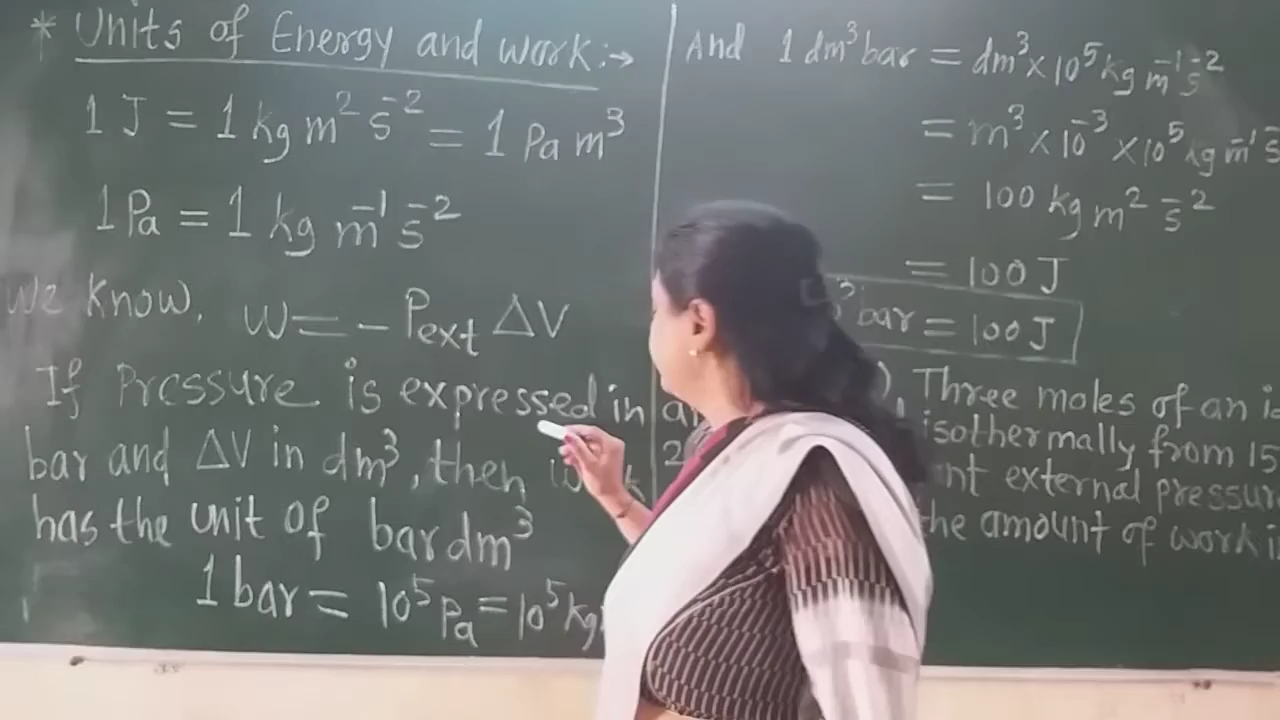 * Units of Energy and work:→
1 J = 1 kg m² s⁻² = 1 Pa m³
1 Pa = 1 kg m⁻¹ s⁻²
We know, W = - Pext ΔV
If Pressure is expressed in
bar and ΔV in dm³, then
has the unit of bar dm³
1 bar = 10⁵ Pa = 10⁵ kg
And 1 dm³ bar = dm³ × 10⁵ kg m⁻¹ s⁻²
= m³ × 10⁻³ × 10⁵ kg m⁻¹ s
= 100 kg m² s⁻²
= 100 J
³ bar = 100 J
Three moles of an
isothermally from 15
external pressur
the amount of work